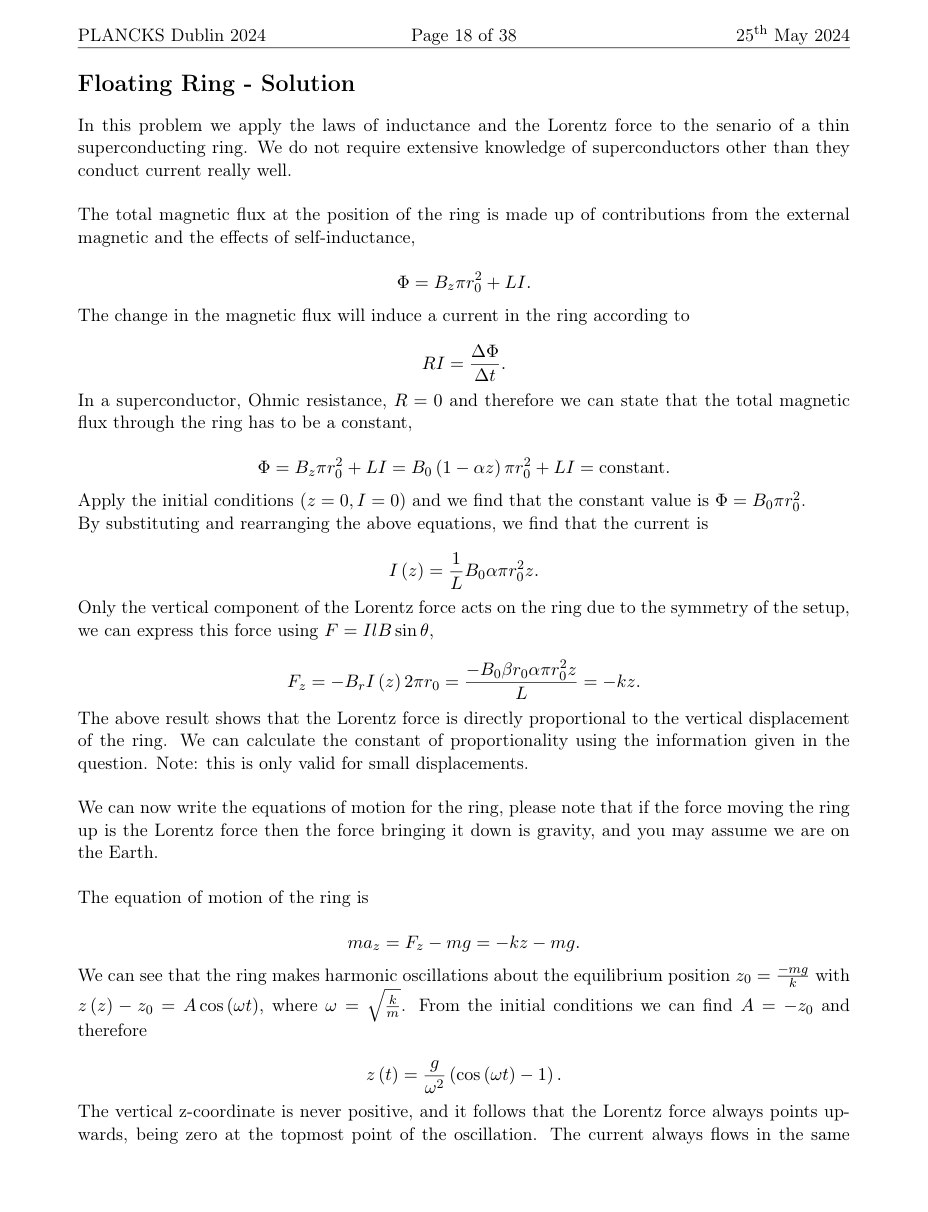 PLANCKS Dublin 2024 Page 18 of 38 25th May 2024
Floating Ring - Solution
In this problem we apply the laws of inductance and the Lorentz force to the senario of a thin
superconducting ring. We do not require extensive knowledge of superconductors other than they
conduct current really well.
The total magnetic flux at the position of the ring is made up of contributions from the external
magnetic and the effects of self-inductance,
Φ = B_z πr_0^2 + LI.
The change in the magnetic flux will induce a current in the ring according to
RI = ΔΦ/Δt.
In a superconductor, Ohmic resistance, R = 0 and therefore we can state that the total magnetic
flux through the ring has to be a constant,
Φ = B_z πr_0^2 + LI = B_0 (1 − αz) πr_0^2 + LI = constant.
Apply the initial conditions (z = 0, I = 0) and we find that the constant value is Φ = B_0 πr_0^2.
By substituting and rearranging the above equations, we find that the current is
I (z) = 1/L B_0 απr_0^2 z.
Only the vertical component of the Lorentz force acts on the ring due to the symmetry of the setup,
we can express this force using F = IlB sin θ,
F_z = −B_r I (z) 2πr_0 = −B_0 βr_0 απr_0^2 z / L = −kz.
The above result shows that the Lorentz force is directly proportional to the vertical displacement
of the ring. We can calculate the constant of proportionality using the information given in the
question. Note: this is only valid for small displacements.
We can now write the equations of motion for the ring, please note that if the force moving the ring
up is the Lorentz force then the force bringing it down is gravity, and you may assume we are on
the Earth.
The equation of motion of the ring is
ma_z = F_z − mg = −kz − mg.
We can see that the ring makes harmonic oscillations about the equilibrium position z_0 = −mg/k with
z (z) − z_0 = A cos (ωt), where ω = √(k/m). From the initial conditions we can find A = −z_0 and
therefore
z (t) = g/ω^2 (cos (ωt) − 1).
The vertical z-coordinate is never positive, and it follows that the Lorentz force always points up-
wards, being zero at the topmost point of the oscillation. The current always flows in the same